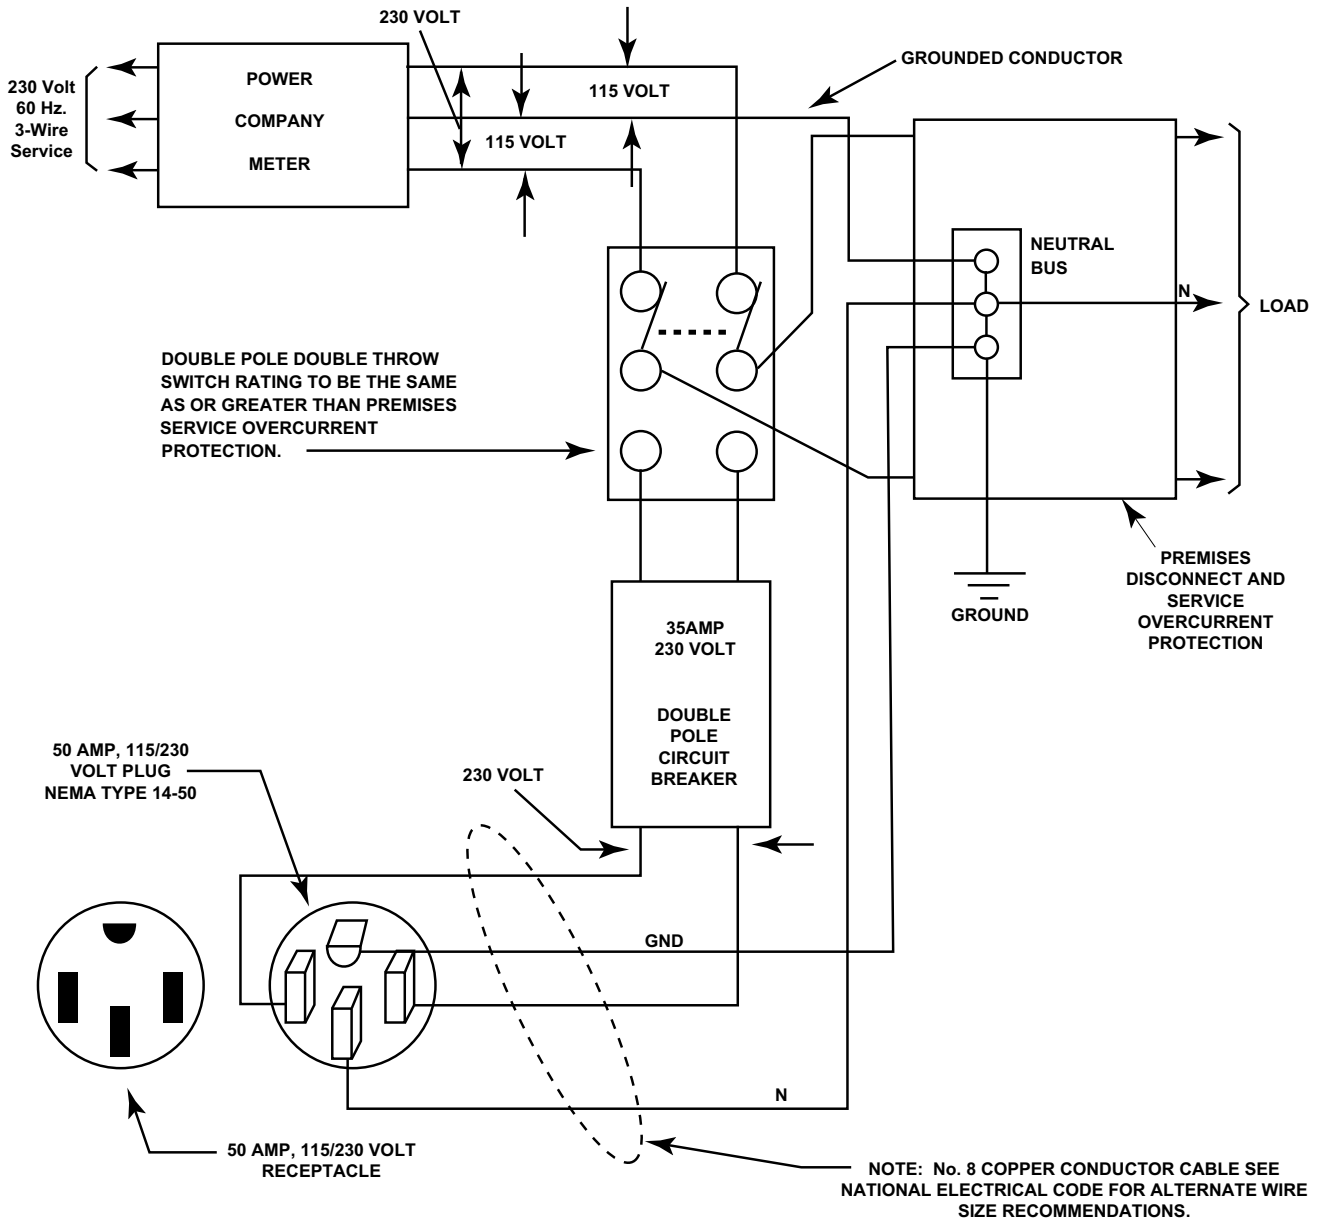 230 VOLT
GROUNDED CONDUCTOR
230 Volt
60 Hz.
3-Wire
Service
POWER
COMPANY
METER
115 VOLT
115 VOLT
NEUTRAL
BUS
N
LOAD
DOUBLE POLE DOUBLE THROW
SWITCH RATING TO BE THE SAME
AS OR GREATER THAN PREMISES
SERVICE OVERCURRENT
PROTECTION.
GROUND
PREMISES
DISCONNECT AND
SERVICE
OVERCURRENT
PROTECTION
35AMP
230 VOLT
DOUBLE
POLE
CIRCUIT
BREAKER
50 AMP, 115/230
VOLT PLUG
NEMA TYPE 14-50
230 VOLT
GND
N
50 AMP, 115/230 VOLT
RECEPTACLE
NOTE: No. 8 COPPER CONDUCTOR CABLE SEE
NATIONAL ELECTRICAL CODE FOR ALTERNATE WIRE
SIZE RECOMMENDATIONS.